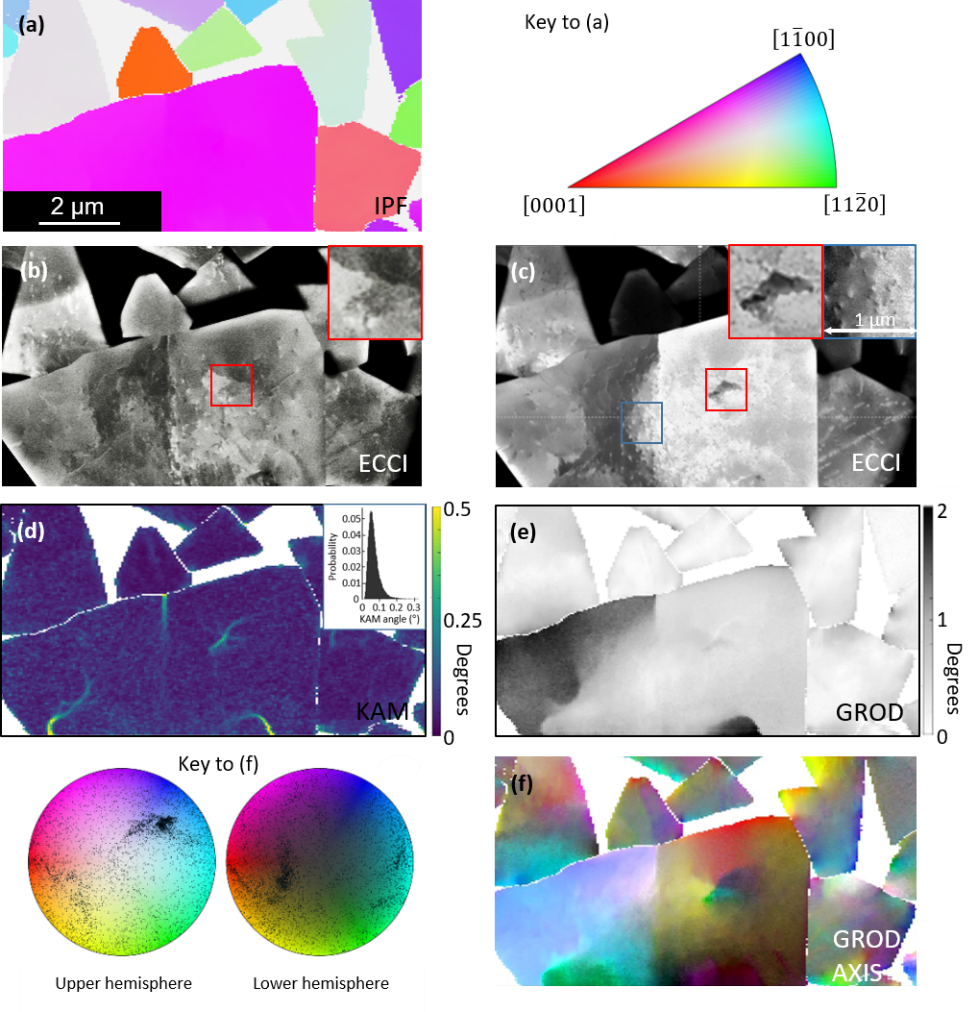 (a)
2 µm
IPF
Key to (a)
[11̅00]
[0001]
[112̅0]
(b)
ECCI
(c)
1 µm
ECCI
(d)
0.05
0.04
0.03
0.02
0.01
0
Probability
0 0.1 0.2 0.3
KAM angle (°)
KAM
0.5
0.25
0
Degrees
(e)
GROD
2
1
0
Degrees
Key to (f)
Upper hemisphere
Lower hemisphere
(f)
GROD
AXIS